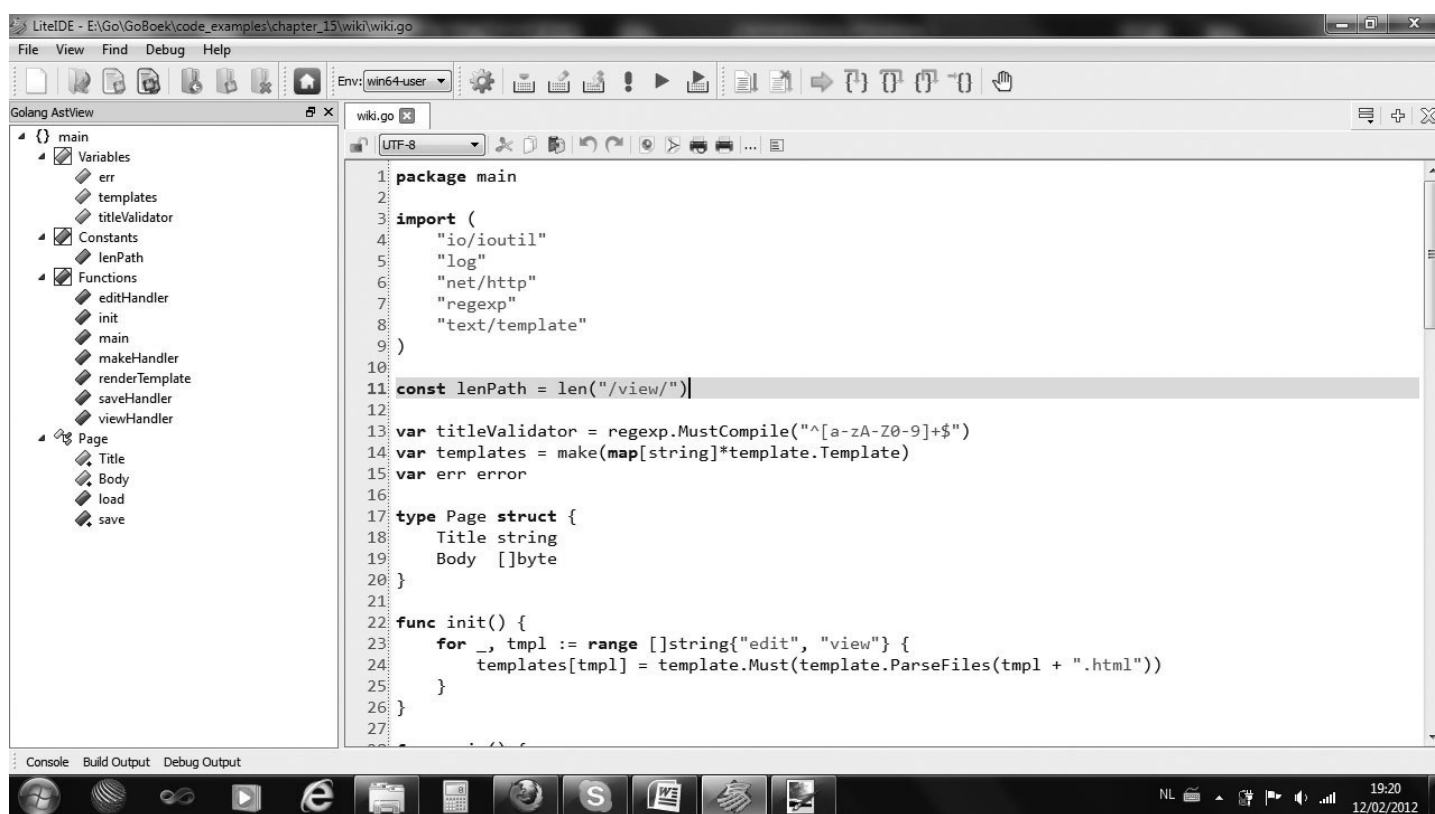 LiteIDE - E:\Go\GoBoek\code_examples\chapter_15\wiki\wiki.go
File View Find Debug Help
Env: win64-user
Golang AstView
{} main
Variables
err
templates
titleValidator
Constants
lenPath
Functions
editHandler
init
main
makeHandler
renderTemplate
saveHandler
viewHandler
Page
Title
Body
load
save
wiki.go
UTF-8
1 package main
2
3 import (
4 "io/ioutil"
5 "log"
6 "net/http"
7 "regexp"
8 "text/template"
9 )
10
11 const lenPath = len("/view/")
12
13 var titleValidator = regexp.MustCompile("^[a-zA-Z0-9]+$")
14 var templates = make(map[string]*template.Template)
15 var err error
16
17 type Page struct {
18 Title string
19 Body []byte
20 }
21
22 func init() {
23 for _, tmpl := range []string{"edit", "view"} {
24 templates[tmpl] = template.Must(template.ParseFiles(tmpl + ".html"))
25 }
26 }
27
Console Build Output Debug Output
NL
19:20
12/02/2012